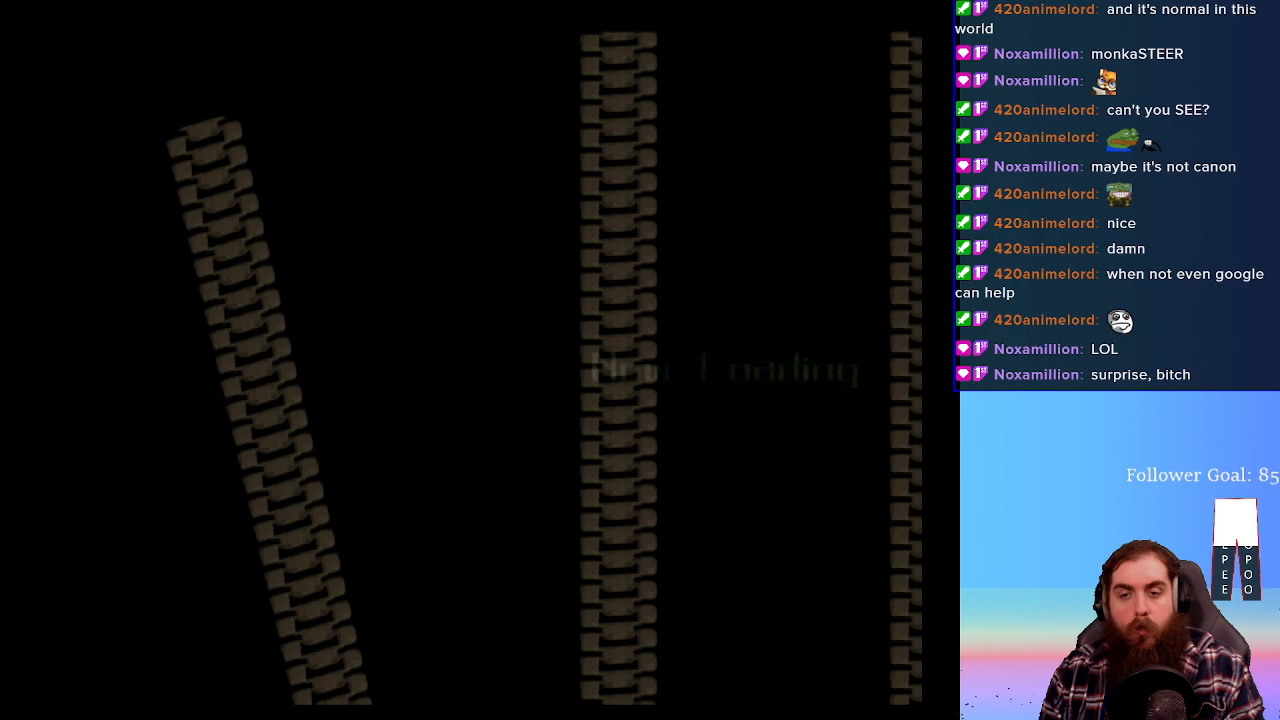 420animelord: and it's normal in this
world
Noxamillion: monkaSTEER
Noxamillion:
420animelord: can't you SEE?
420animelord:
Noxamillion: maybe it's not canon
420animelord:
420animelord: nice
420animelord: damn
420animelord: when not even google
can help
420animelord:
Noxamillion: LOL
Noxamillion: surprise, bitch
Now Loading
Follower Goal: 85